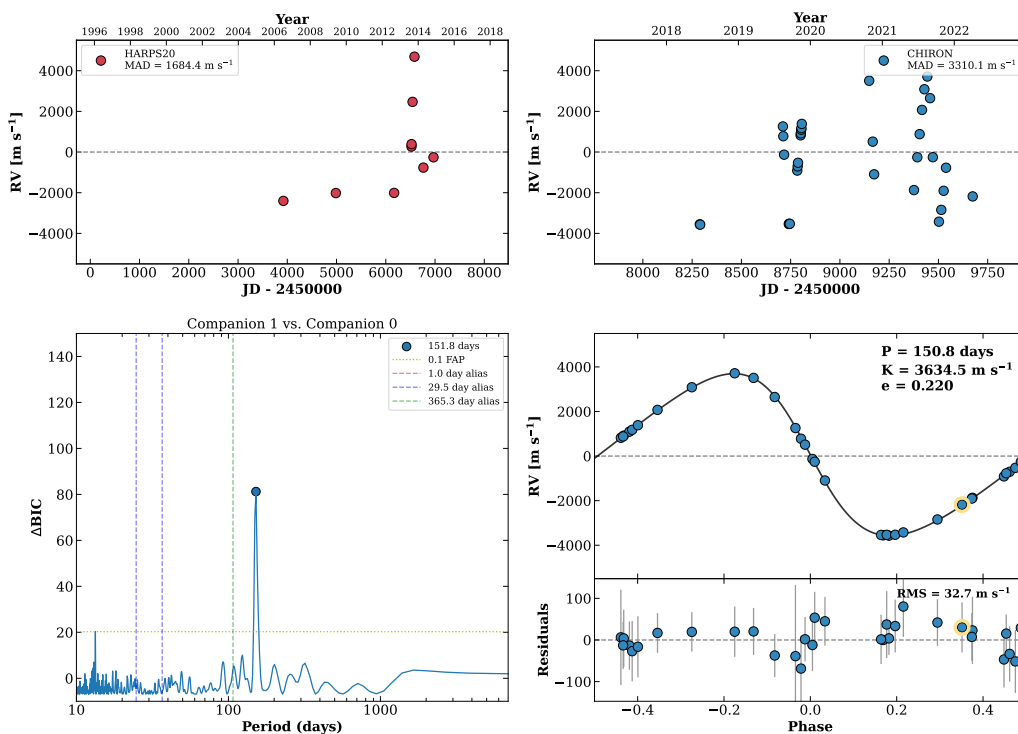 Year
1996 1998 2000 2001 2003 2005 2006 2009 2010 2012 2014 2016 2018
HARPS20
MAD = 1684.4 m s⁻¹
RV [m s⁻¹]
4000
2000
0
−2000
−4000
0 1000 2000 3000 4000 5000 6000 7000 8000
JD - 2450000
Year
2018 2019 2020 2021 2022
CHIRON
MAD = 3310.1 m s⁻¹
RV [m s⁻¹]
4000
2000
0
−2000
−4000
8000 8250 8500 8750 9000 9250 9500 9750
JD - 2450000
Companion 1 vs. Companion 0
151.8 days
0.1 FAP
1.0 day alias
29.5 day alias
365.3 day alias
ΔBIC
140
120
100
80
60
40
20
0
10 100 1000
Period (days)
P = 150.8 days
K = 3634.5 m s⁻¹
e = 0.220
RV [m s⁻¹]
4000
2000
0
−2000
−4000
RMS = 32.7 m s⁻¹
Residuals
100
0
−100
−0.4 −0.2 0.0 0.2 0.4
Phase